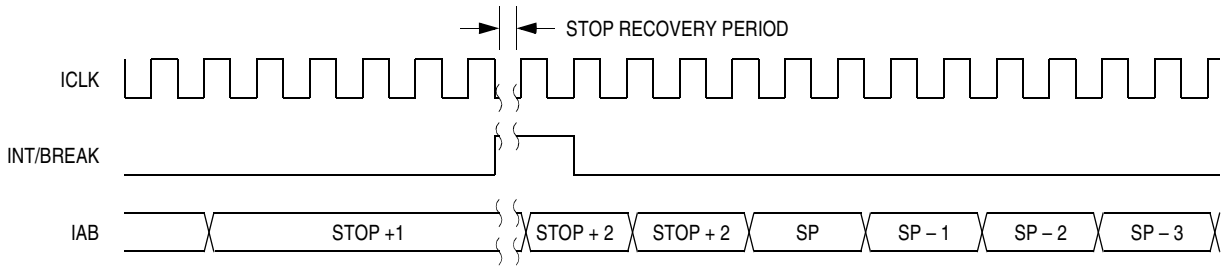 STOP RECOVERY PERIOD
ICLK
INT/BREAK
IAB STOP +1 STOP + 2 STOP + 2 SP SP – 1 SP – 2 SP – 3